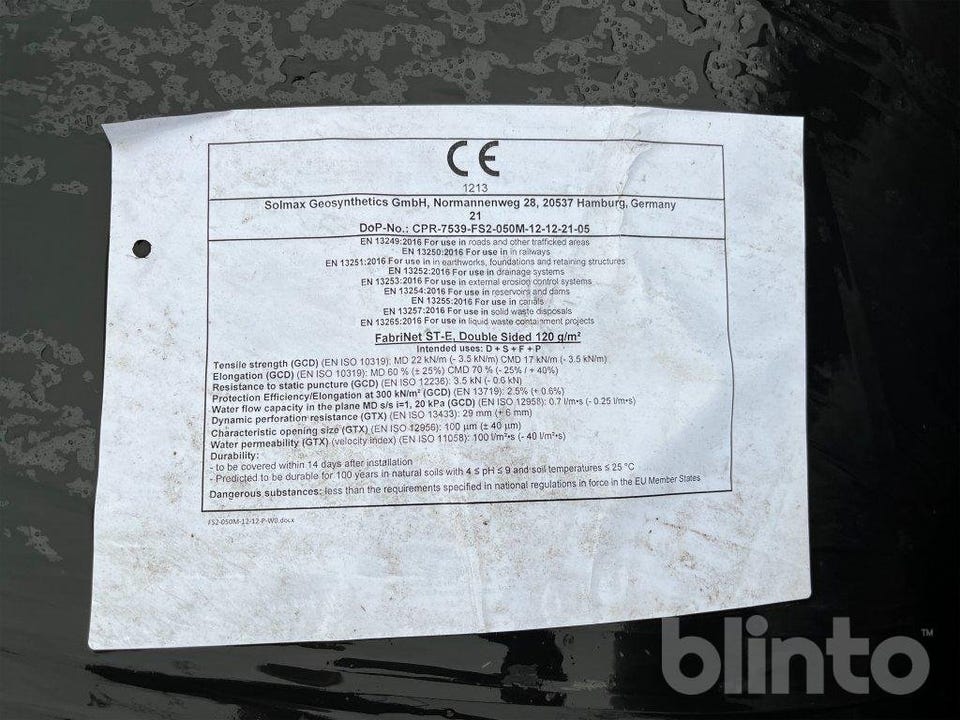 CE
1213
Solmax Geosynthetics GmbH, Normannenweg 28, 20537 Hamburg, Germany
21
DoP-No.: CPR-7539-FS2-050M-12-12-21-05
EN 13249:2016 For use in roads and other trafficked areas
EN 13250:2016 For use in railways
EN 13251:2016 For use in earthworks, foundations and retaining structures
EN 13252:2016 For use in drainage systems
EN 13253:2016 For use in external erosion control systems
EN 13254:2016 For use in reservoirs and dams
EN 13255:2016 For use in canals
EN 13257:2016 For use in solid waste disposals
EN 13265:2016 For use in liquid waste containment projects
FabriNet ST-E, Double Sided 120 g/m²
Intended uses: D + S + F + P
Tensile strength (GCD) (EN ISO 10319): MD 22 kN/m (- 3.5 kN/m) CMD 17 kN/m (- 3.5 kN/m)
Elongation (GCD) (EN ISO 10319): MD 60 % (± 25%) CMD 70 % (- 25% / + 40%)
Resistance to static puncture (GCD) (EN ISO 12236): 3.5 kN (- 0.6 kN)
Protection Efficiency/Elongation at 300 kN/m² (GCD) (EN 13719): 2.5% (+ 0.6%)
Water flow capacity in the plane MD s/s i=1, 20 kPa (GCD) (EN ISO 12958): 0.7 l/m•s (- 0.25 l/m•s)
Dynamic perforation resistance (GTX) (EN ISO 13433): 29 mm (+ 6 mm)
Characteristic opening size (GTX) (EN ISO 12956): 100 µm (± 40 µm)
Water permeability (GTX) (velocity index) (EN ISO 11058): 100 l/m²•s (- 40 l/m²•s)
Durability:
- to be covered within 14 days after installation
- Predicted to be durable for 100 years in natural soils with 4 ≤ pH ≤ 9 and soil temperatures ≤ 25 °C
Dangerous substances: less than the requirements specified in national regulations in force in the EU Member States
FS2-050M-12-12-P-W0.docx
blinto™